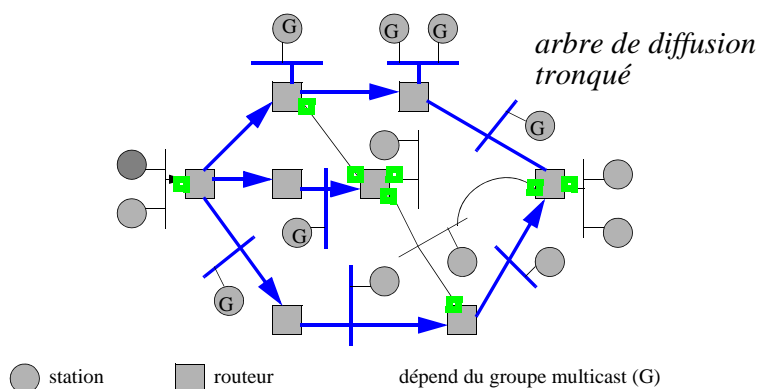 G
G
G
arbre de diffusion
tronqué
G
G
G
station
routeur
dépend du groupe multicast (G)